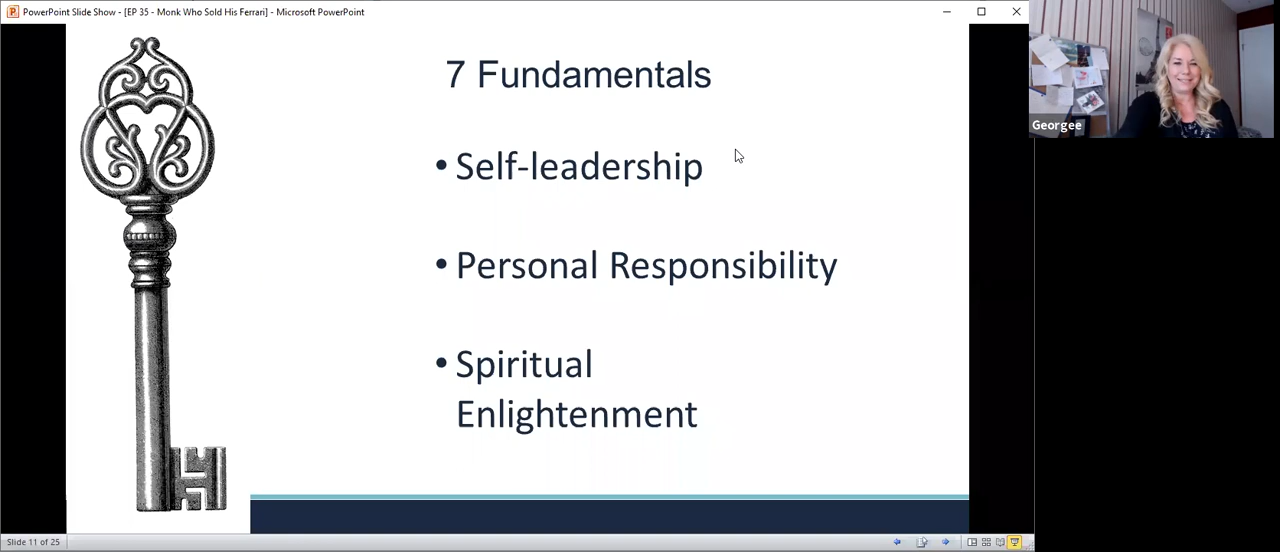 PowerPoint Slide Show - [EP 35 - Monk Who Sold His Ferrari] - Microsoft PowerPoint
7 Fundamentals
• Self-leadership
• Personal Responsibility
• Spiritual
Enlightenment
Georgee
Slide 11 of 25